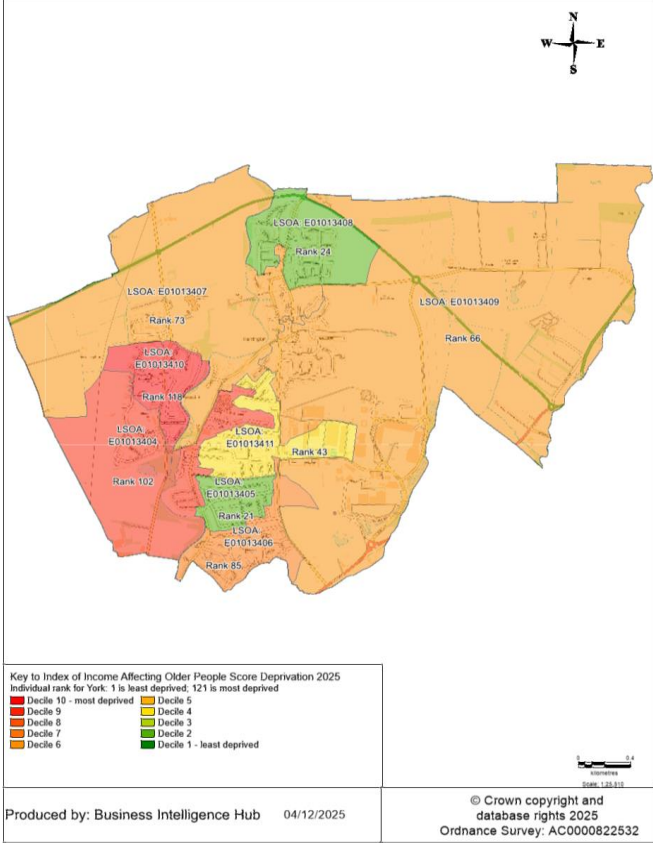 N
W E
S
LSOA: E01013408
Rank 24
LSOA: E01013407
Rank 73
LSOA: E01013409
Rank 66
LSOA:
E01013410
Rank 118
LSOA:
E01013404
Rank 102
LSOA:
E01013411
Rank 43
LSOA:
E01013405
Rank 21
LSOA:
E01013406
Rank 85
Key to Index of Income Affecting Older People Score Deprivation 2025
Individual rank for York: 1 is least deprived; 121 is most deprived
Decile 10 - most deprived
Decile 9
Decile 8
Decile 7
Decile 6
Decile 5
Decile 4
Decile 3
Decile 2
Decile 1 - least deprived
0 0.4
kilometres
Produced by: Business Intelligence Hub 04/12/2025
© Crown copyright and
database rights 2025
Ordnance Survey: AC0000822532